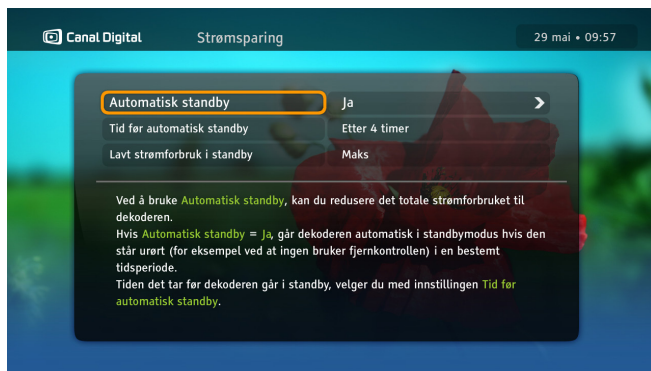 Canal Digital
Strømsparing
29 mai • 09:57
Automatisk standby
Ja
Tid før automatisk standby
Etter 4 timer
Lavt strømforbruk i standby
Maks
Ved å bruke Automatisk standby, kan du redusere det totale strømforbruket til
dekoderen.
Hvis Automatisk standby = Ja, går dekoderen automatisk i standbymodus hvis den
står urørt (for eksempel ved at ingen bruker fjernkontrollen) i en bestemt
tidsperiode.
Tiden det tar før dekoderen går i standby, velger du med innstillingen Tid før
automatisk standby.